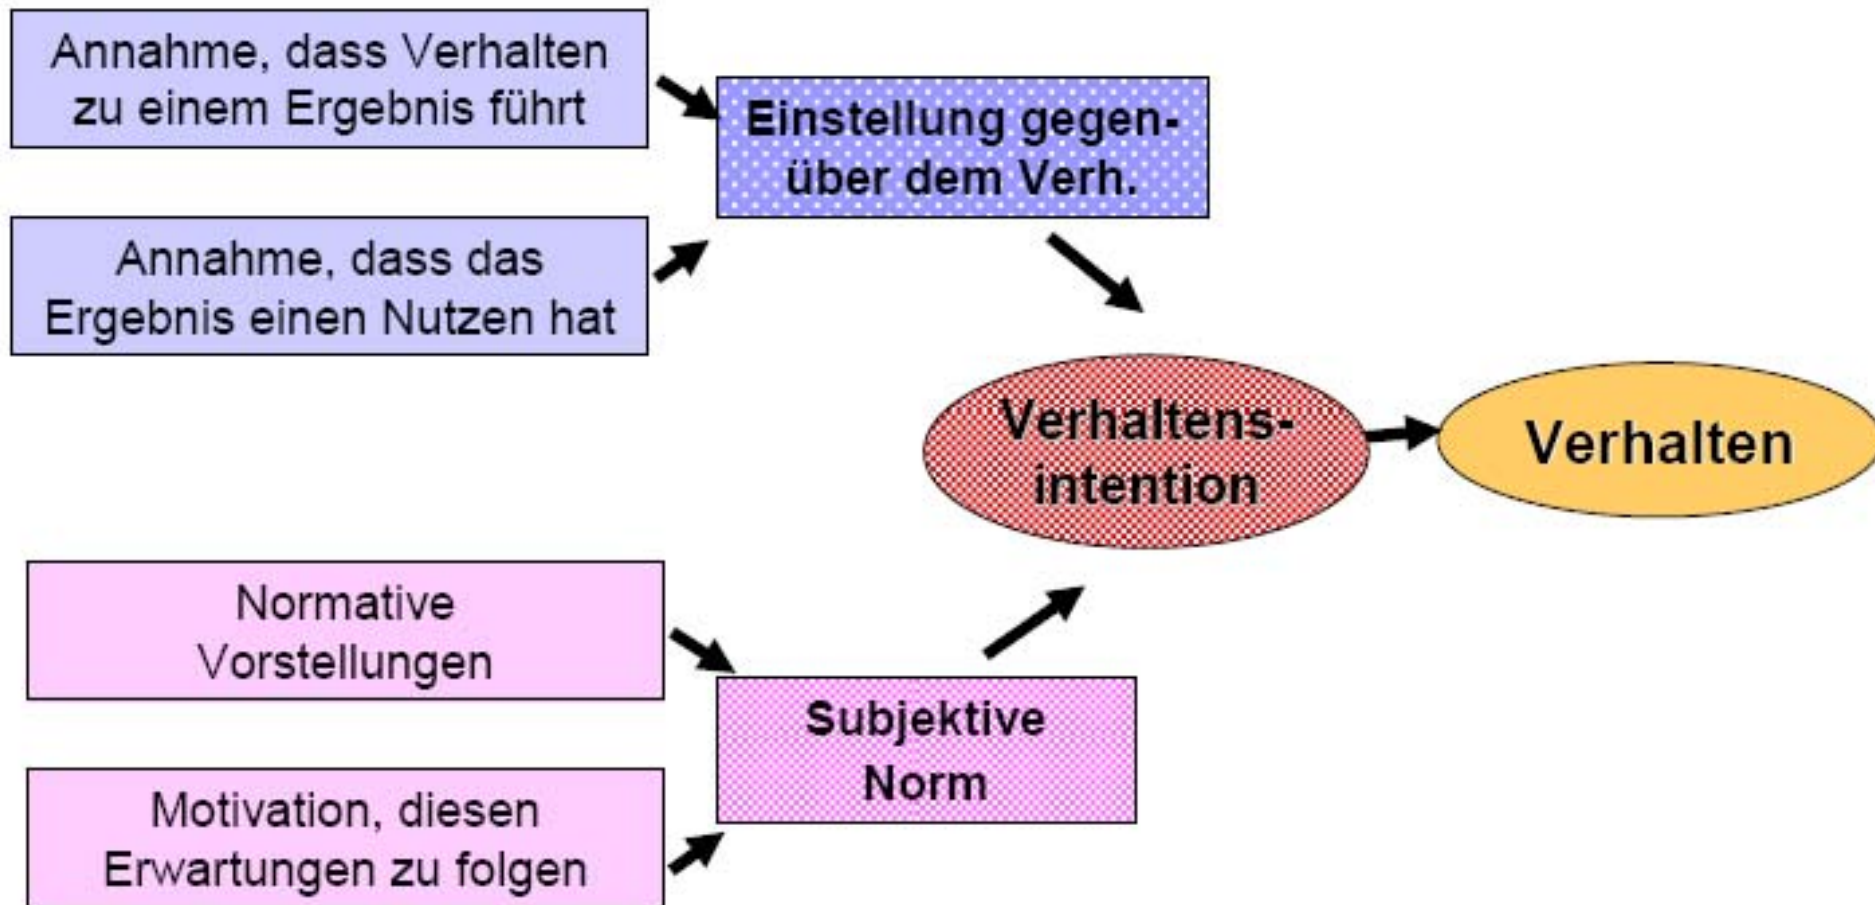 Annahme, dass Verhalten
zu einem Ergebnis führt
Einstellung gegen-
über dem Verh.
Annahme, dass das
Ergebnis einen Nutzen hat
Verhaltens-
intention
Verhalten
Normative
Vorstellungen
Subjektive
Norm
Motivation, diesen
Erwartungen zu folgen